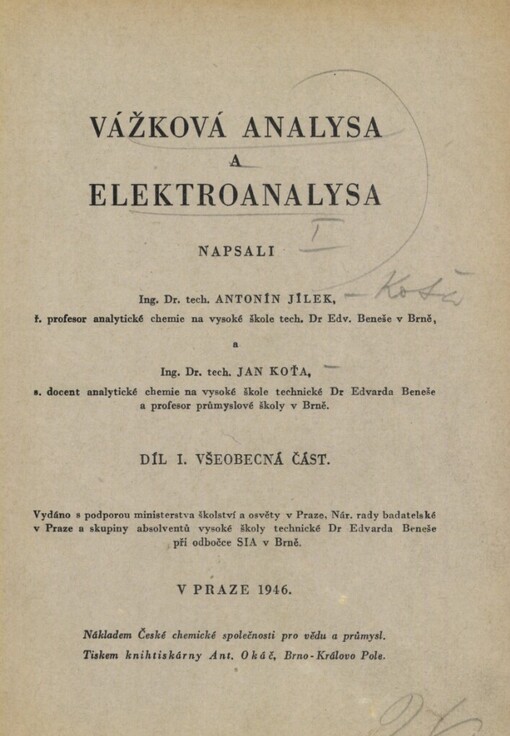 VÁŽKOVÁ ANALYSA
A
ELEKTROANALYSA
I
NAPSALI
Ing. Dr. tech. ANTONÍN JÍLEK, – Koťa
ř. profesor analytické chemie na vysoké škole tech. Dr Edv. Beneše v Brně,
a
Ing. Dr. tech. JAN KOŤA,
s. docent analytické chemie na vysoké škole technické Dr Edvarda Beneše
a profesor průmyslové školy v Brně.
DÍL I. VŠEOBECNÁ ČÁST.
Vydáno s podporou ministerstva školství a osvěty v Praze, Nár. rady badatelské
v Praze a skupiny absolventů vysoké školy technické Dr Edvarda Beneše
při odbočce SIA v Brně.
V PRAZE 1946.
Nákladem České chemické společnosti pro vědu a průmysl.
Tiskem knihtiskárny Ant. Okáč, Brno-Královo Pole.